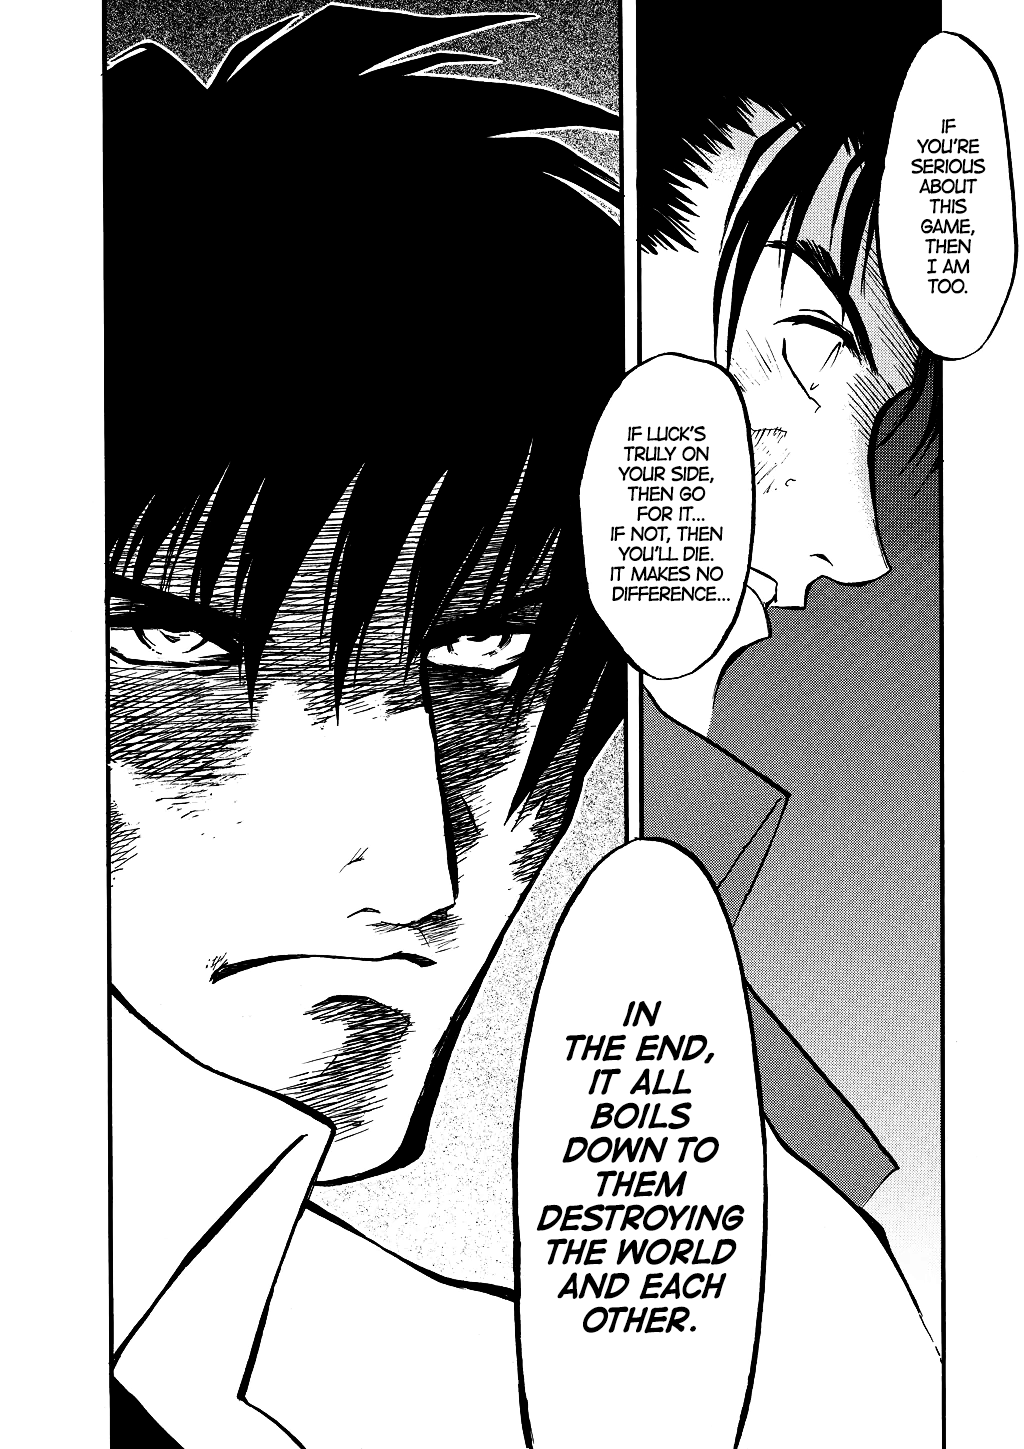 IF
YOU'RE
SERIOUS
ABOUT
THIS
GAME,
THEN
I AM
TOO.
IF LUCK'S
TRULY ON
YOUR SIDE,
THEN GO
FOR IT...
IF NOT, THEN
YOU'LL DIE.
IT MAKES NO
DIFFERENCE...
IN
THE END,
IT ALL
BOILS
DOWN TO
THEM
DESTROYING
THE WORLD
AND EACH
OTHER.